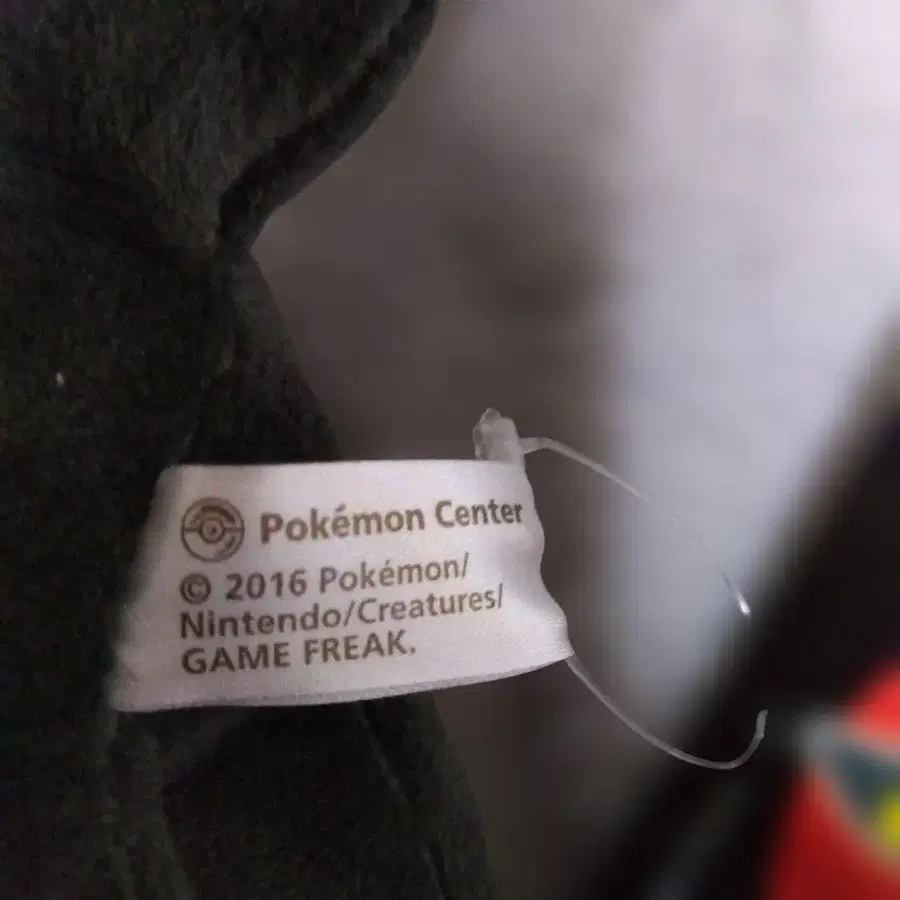 Pokémon Center
© 2016 Pokémon/
Nintendo/Creatures/
GAME FREAK.